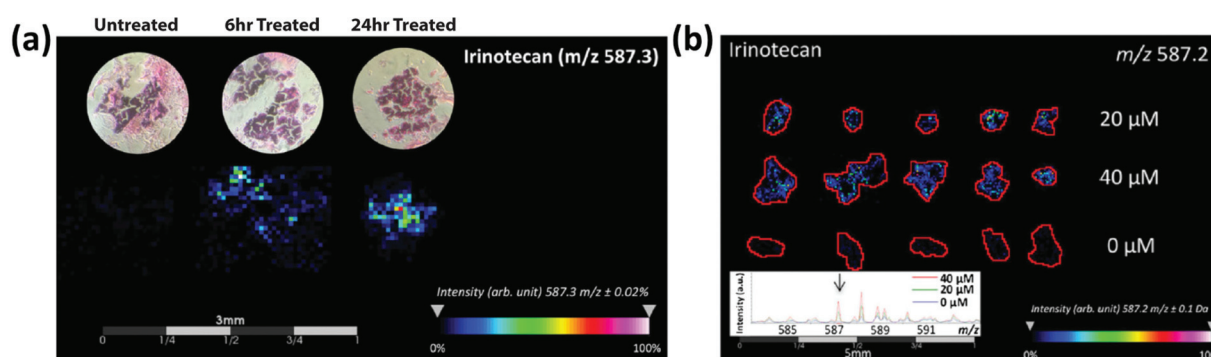 (a)
Untreated 6hr Treated 24hr Treated
Irinotecan (m/z 587.3)
Intensity (arb. unit) 587.3 m/z ± 0.02%
0% 100%
3mm
0 1/4 1/2 3/4 1
(b)
Irinotecan m/z 587.2
20 µM
40 µM
0 µM
Intensity (a.u.)
40 µM
20 µM
0 µM
585 587 589 591 m/z
Intensity (arb. unit) 587.2 m/z ± 0.1 Da
0 1/4 1/2 3/4 1
5mm
0%